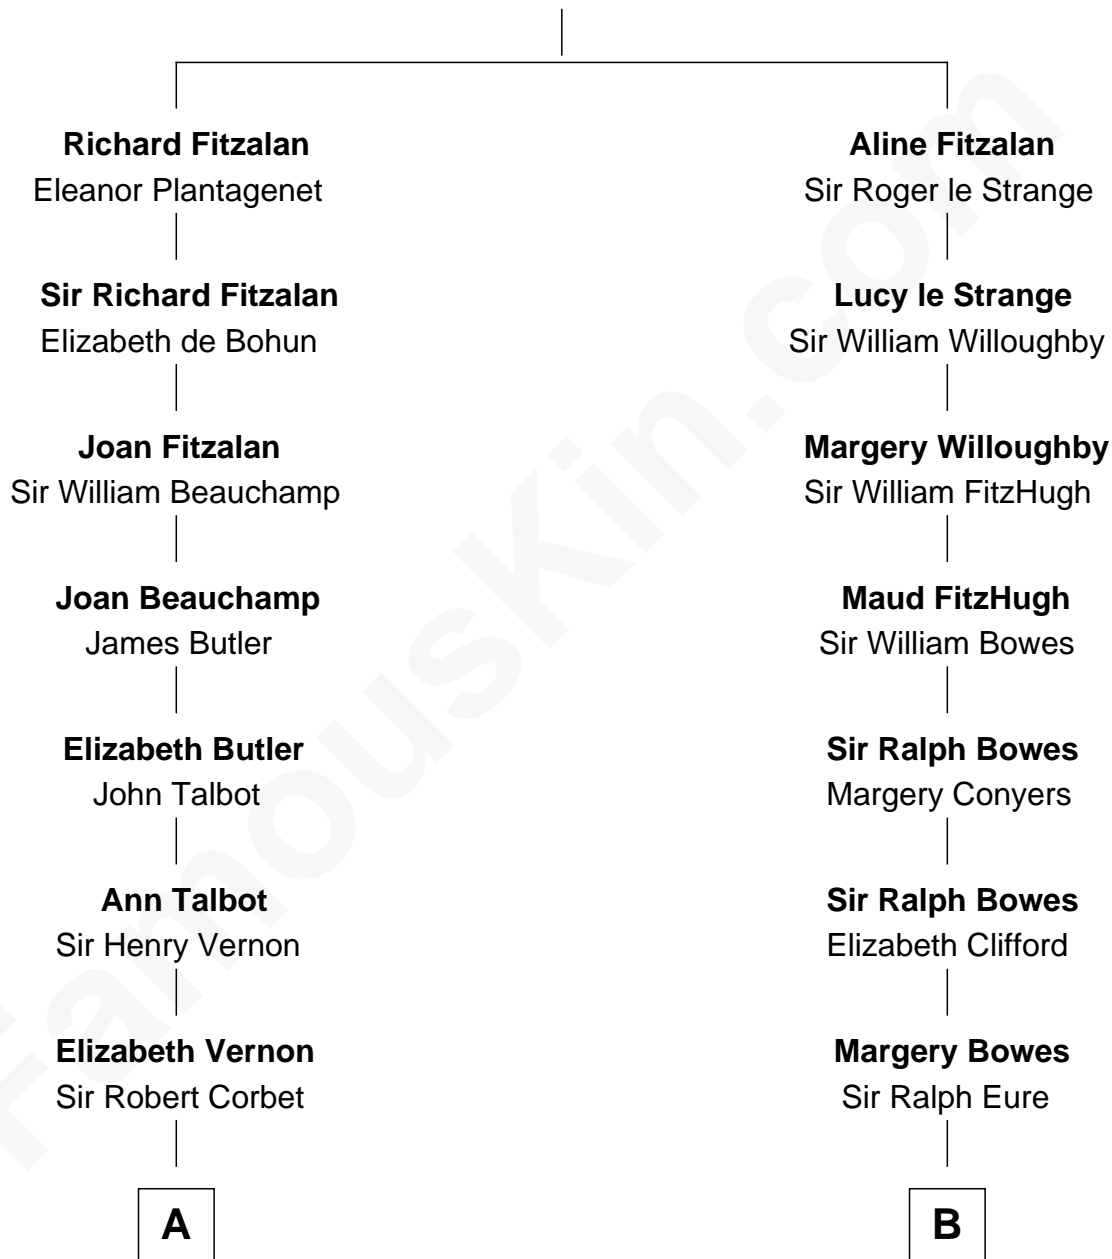 Richard Fitzalan
Eleanor Plantagenet
Aline Fitzalan
Sir Roger le Strange
Sir Richard Fitzalan
Elizabeth de Bohun
Lucy le Strange
Sir William Willoughby
Joan Fitzalan
Sir William Beauchamp
Margery Willoughby
Sir William FitzHugh
Joan Beauchamp
James Butler
Maud FitzHugh
Sir William Bowes
Elizabeth Butler
John Talbot
Sir Ralph Bowes
Margery Conyers
Ann Talbot
Sir Henry Vernon
Sir Ralph Bowes
Elizabeth Clifford
Elizabeth Vernon
Sir Robert Corbet
Margery Bowes
Sir Ralph Eure
A
B
FamousKin.com